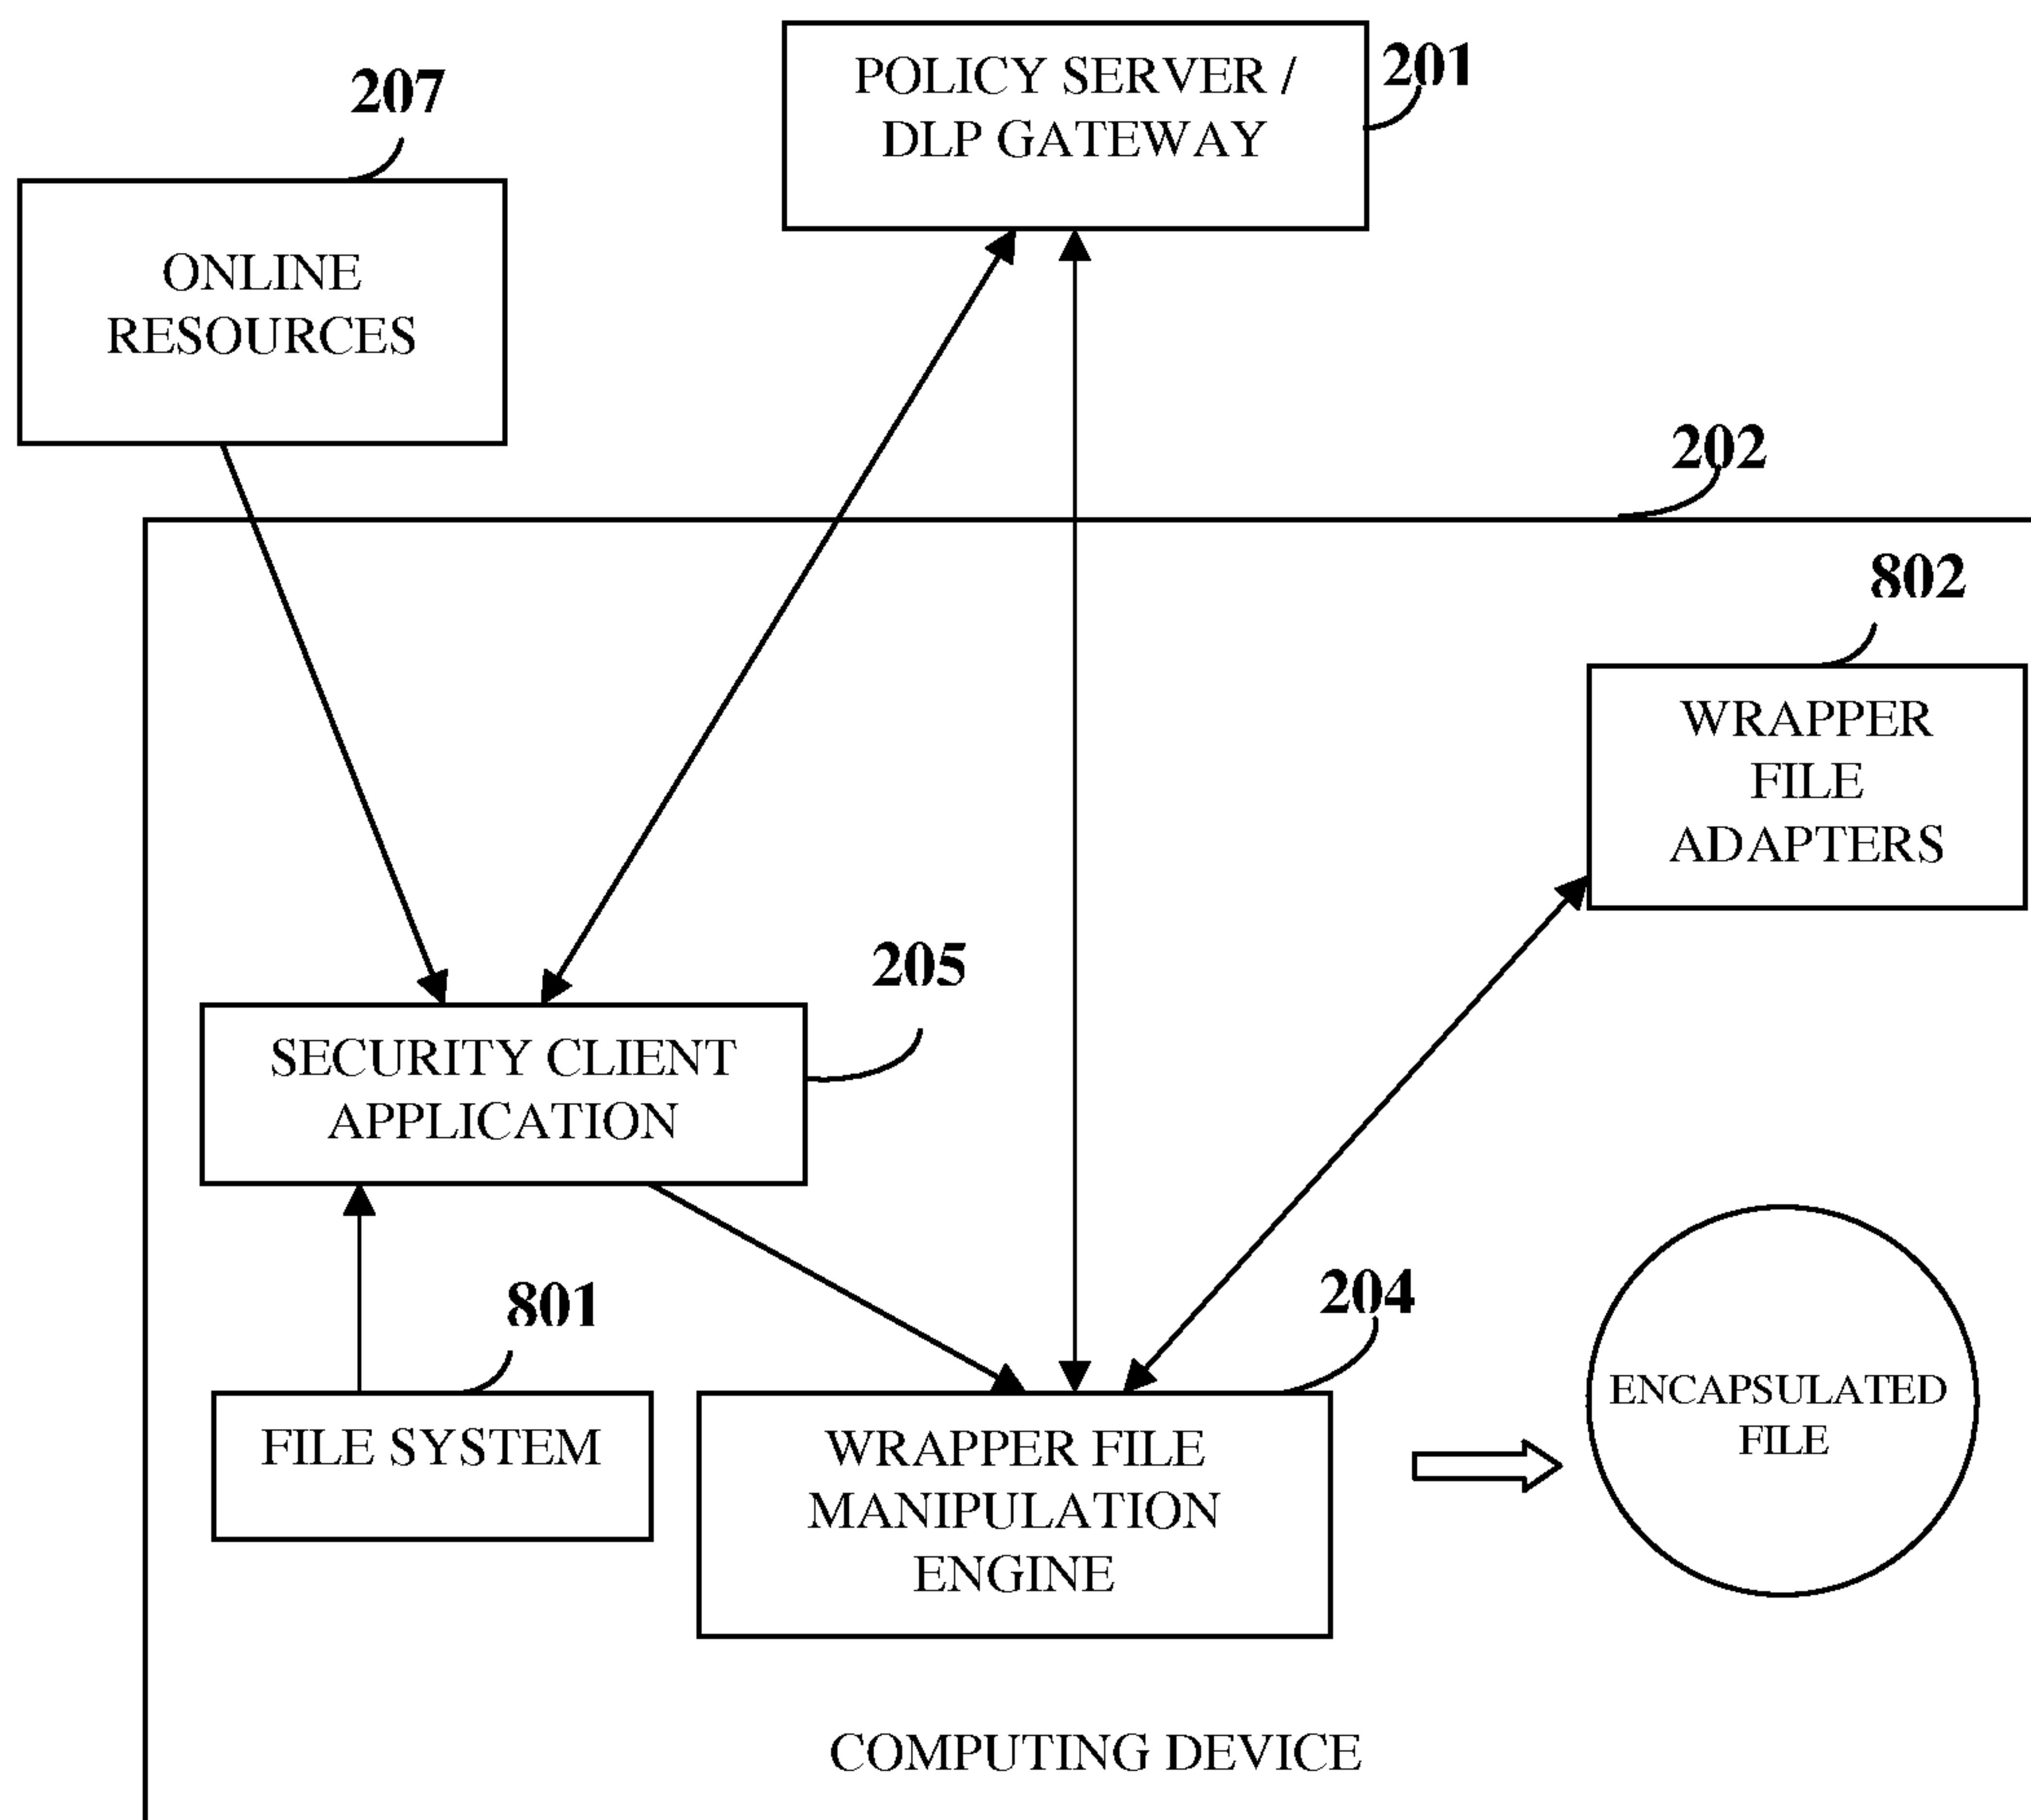 207
POLICY SERVER /
DLP GATEWAY
201
ONLINE
RESOURCES
202
802
WRAPPER
FILE
ADAPTERS
205
SECURITY CLIENT
APPLICATION
801
204
FILE SYSTEM
WRAPPER FILE
MANIPULATION
ENGINE
ENCAPSULATED
FILE
COMPUTING DEVICE